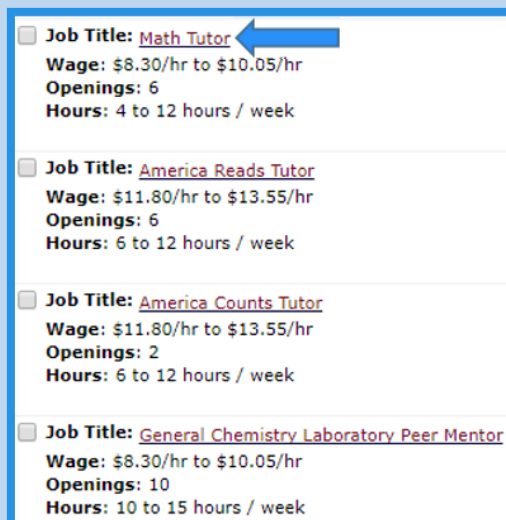 Job Title: Math Tutor
Wage: $8.30/hr to $10.05/hr
Openings: 6
Hours: 4 to 12 hours / week
Job Title: America Reads Tutor
Wage: $11.80/hr to $13.55/hr
Openings: 6
Hours: 6 to 12 hours / week
Job Title: America Counts Tutor
Wage: $11.80/hr to $13.55/hr
Openings: 2
Hours: 6 to 12 hours / week
Job Title: General Chemistry Laboratory Peer Mentor
Wage: $8.30/hr to $10.05/hr
Openings: 10
Hours: 10 to 15 hours / week